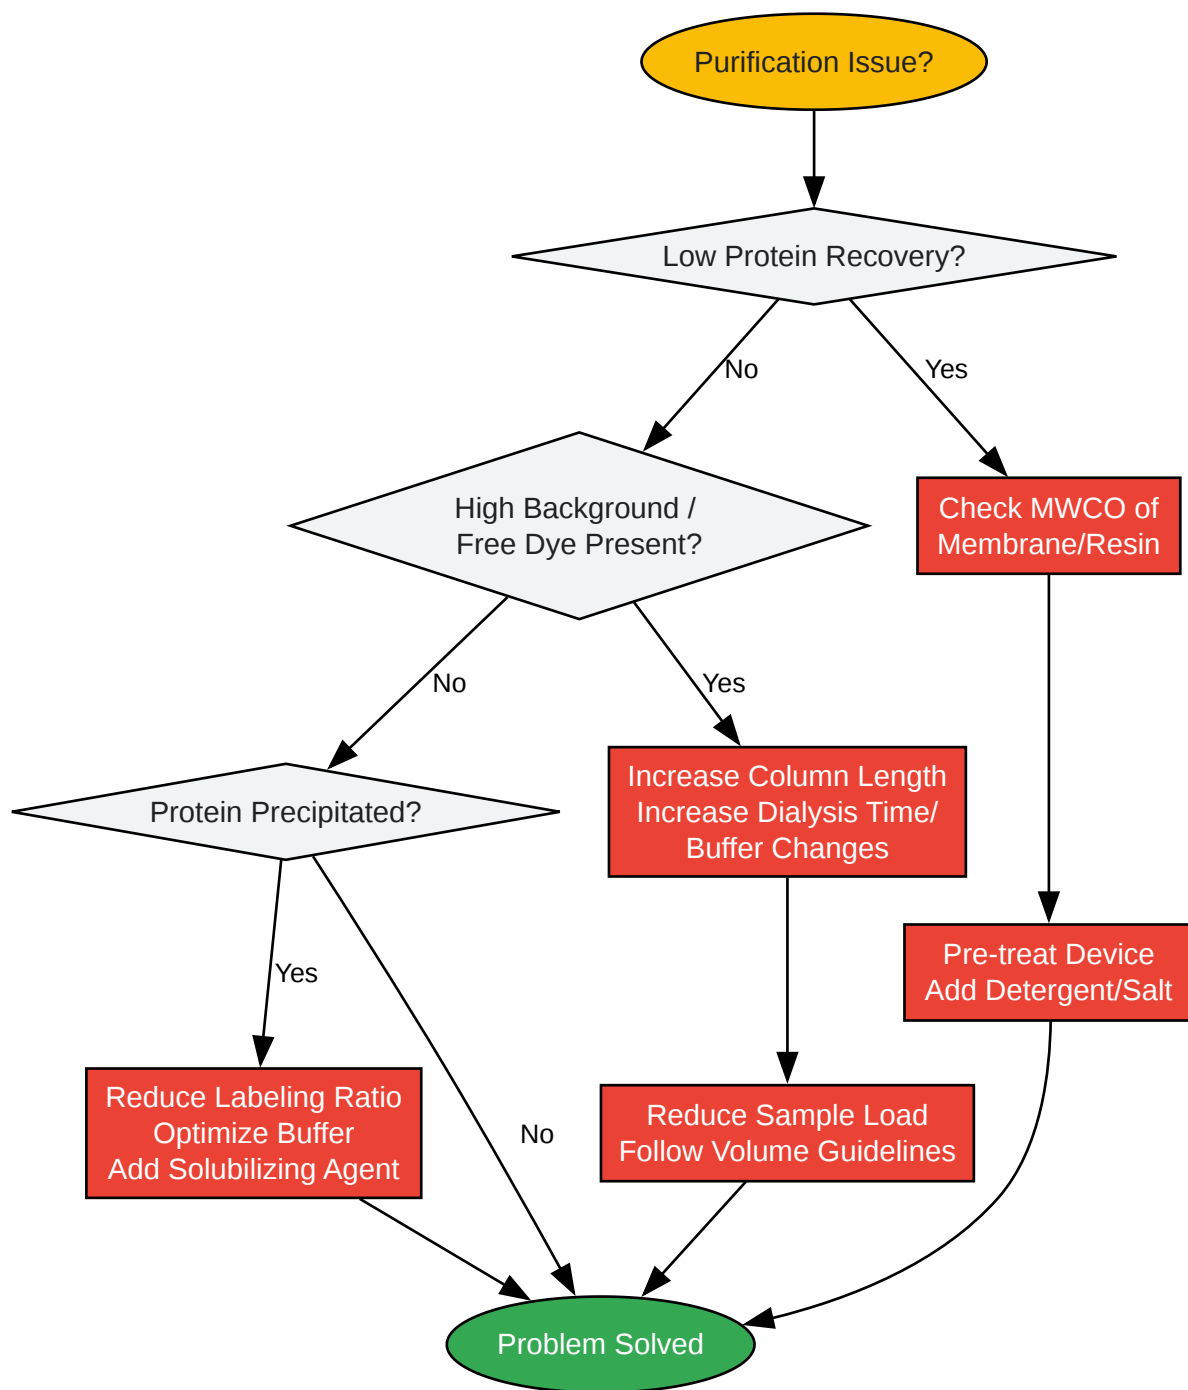 Purification Issue?
Low Protein Recovery?
No
Yes
High Background /
Free Dye Present?
Check MWCO of
Membrane/Resin
No
Yes
Protein Precipitated?
Increase Column Length
Increase Dialysis Time/
Buffer Changes
Pre-treat Device
Add Detergent/Salt
Yes
No
Reduce Labeling Ratio
Optimize Buffer
Add Solubilizing Agent
Reduce Sample Load
Follow Volume Guidelines
Problem Solved